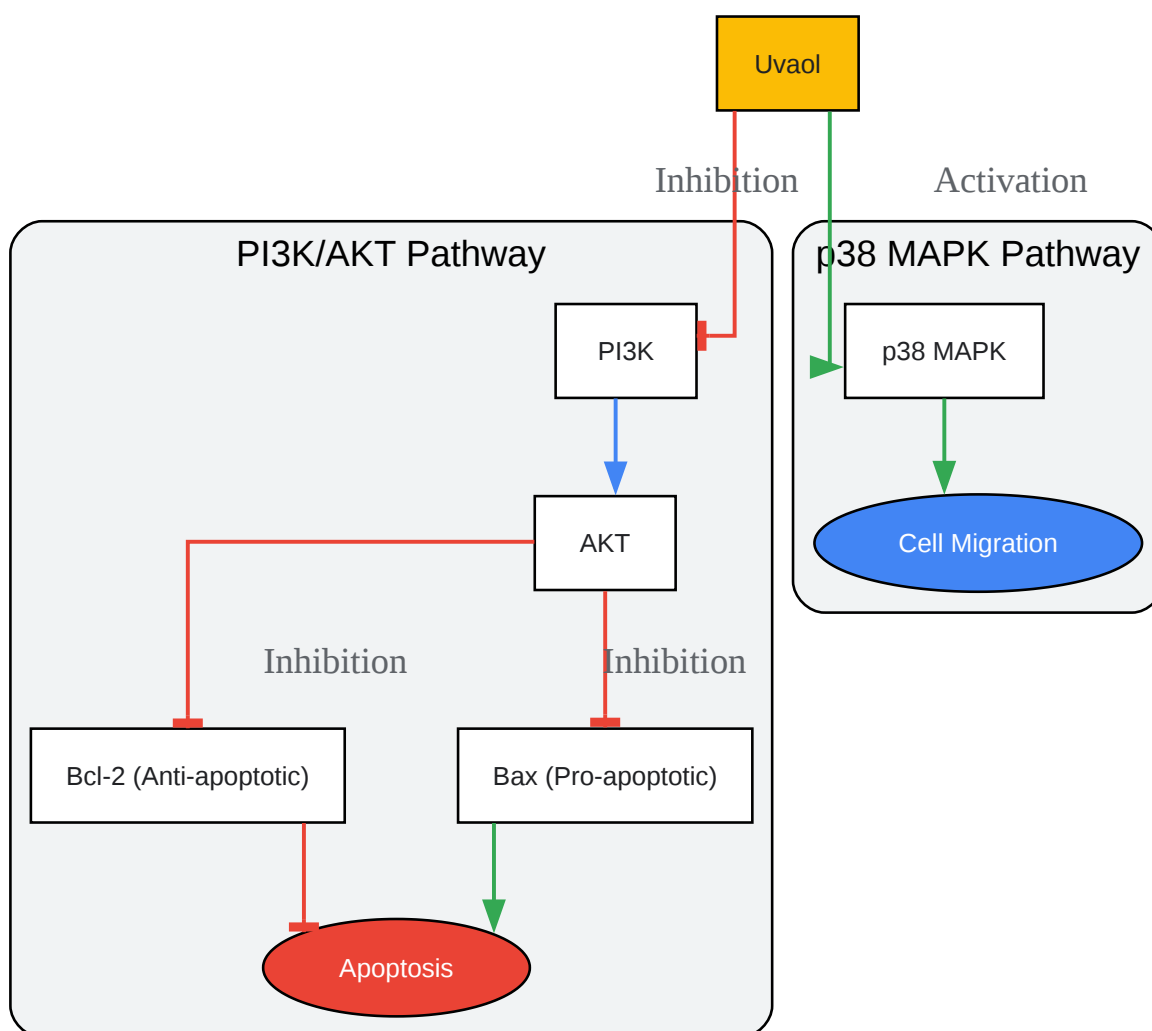 Uvaol
Inhibition
Activation
PI3K/AKT Pathway
p38 MAPK Pathway
PI3K
p38 MAPK
AKT
Cell Migration
Inhibition
Inhibition
Bcl-2 (Anti-apoptotic)
Bax (Pro-apoptotic)
Apoptosis